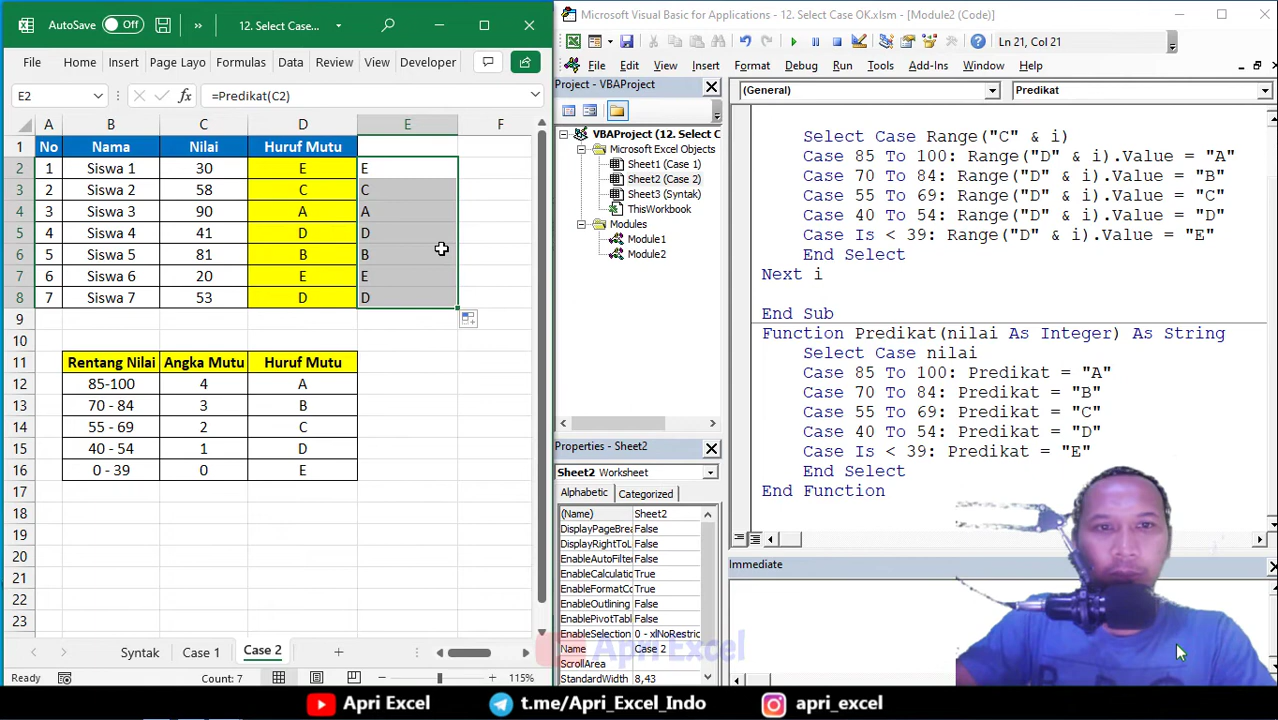 AutoSave Off 12. Select Case...
File Home Insert Page Layo Formulas Data Review View Developer
E2 fx =Predikat(C2)
A B C D E F
1 No Nama Nilai Huruf Mutu
2 1 Siswa 1 30 E E
3 2 Siswa 2 58 C C
4 3 Siswa 3 90 A A
5 4 Siswa 4 41 D D
6 5 Siswa 5 81 B B
7 6 Siswa 6 20 E E
8 7 Siswa 7 53 D D
9
10
11 Rentang Nilai Angka Mutu Huruf Mutu
12 85-100 4 A
13 70 - 84 3 B
14 55 - 69 2 C
15 40 - 54 1 D
16 0 - 39 0 E
17
18
19
20
21
22
23
Syntak Case 1 Case 2
Ready Count: 7 115%
Microsoft Visual Basic for Applications - 12. Select Case OK.xlsm - [Module2 (Code)]
Ln 21, Col 21
File Edit View Insert Format Debug Run Tools Add-Ins Window Help
Project - VBAProject
VBAProject (12. Select C
Microsoft Excel Objects
Sheet1 (Case 1)
Sheet2 (Case 2)
Sheet3 (Syntak)
ThisWorkbook
Modules
Module1
Module2
Properties - Sheet2
Sheet2 Worksheet
Alphabetic Categorized
(Name) Sheet2
DisplayPageBrea False
DisplayRightToL False
EnableAutoFilter False
EnableCalculatic True
EnableFormatCo True
EnableOutlining False
EnablePivotTabl False
EnableSelection 0 - xlNoRestric
Name Case 2
ScrollArea
StandardWidth 8,43
(General) Predikat
Select Case Range("C" & i)
Case 85 To 100: Range("D" & i).Value = "A"
Case 70 To 84: Range("D" & i).Value = "B"
Case 55 To 69: Range("D" & i).Value = "C"
Case 40 To 54: Range("D" & i).Value = "D"
Case Is < 39: Range("D" & i).Value = "E"
End Select
Next i
End Sub
Function Predikat(nilai As Integer) As String
Select Case nilai
Case 85 To 100: Predikat = "A"
Case 70 To 84: Predikat = "B"
Case 55 To 69: Predikat = "C"
Case 40 To 54: Predikat = "D"
Case Is < 39: Predikat = "E"
End Select
End Function
Immediate
Apri Excel
Apri Excel t.me/Apri_Excel_Indo apri_excel